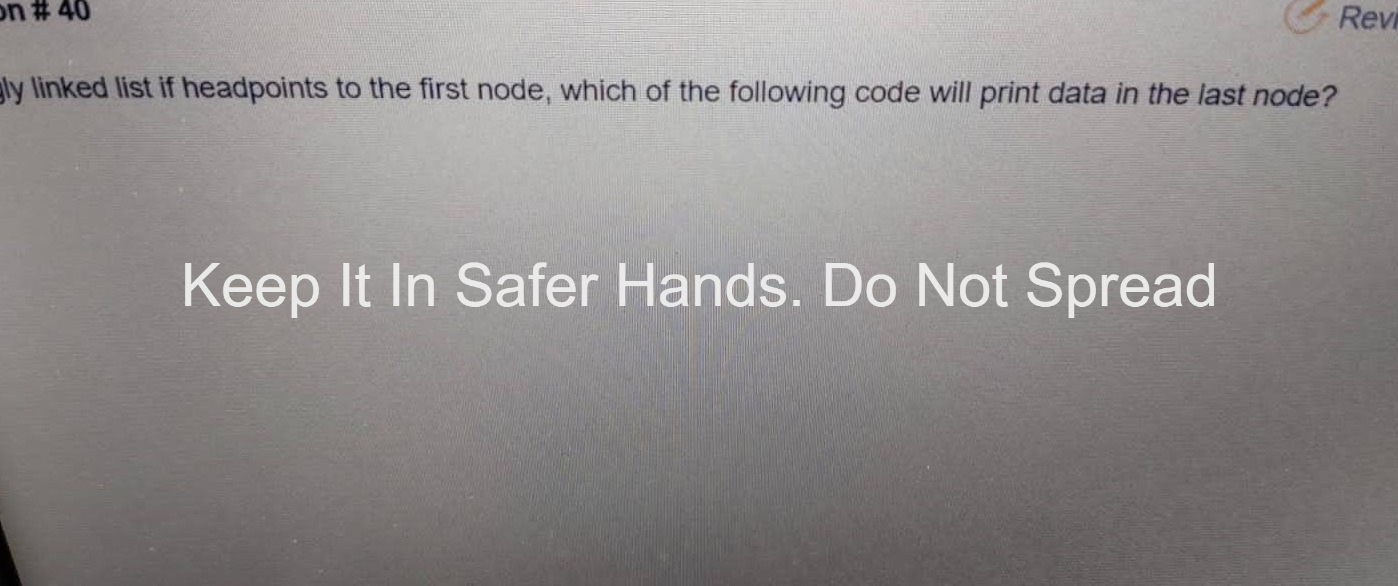 on # 40
Revi
gly linked list if headpoints to the first node, which of the following code will print data in the last node?
Keep It In Safer Hands. Do Not Spread